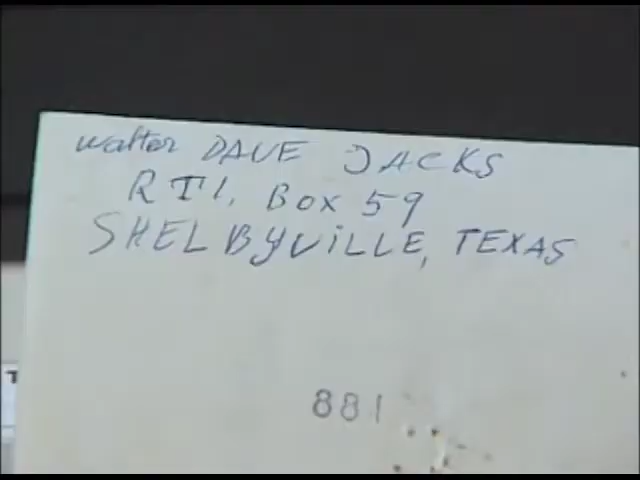 Walter DAVE JACKS
RT1, Box 59
SHELBYVILLE, TEXAS
881
T